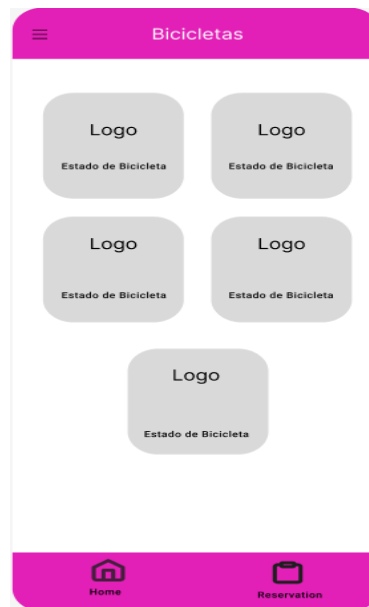 Bicicletas
Logo
Estado de Bicicleta
Logo
Estado de Bicicleta
Logo
Estado de Bicicleta
Logo
Estado de Bicicleta
Logo
Estado de Bicicleta
Home
Reservation